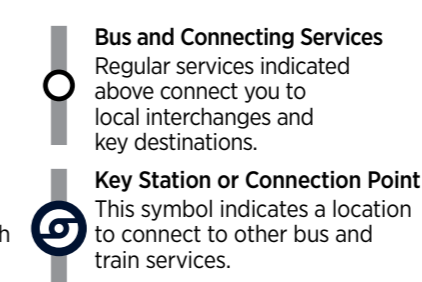 Bus and Connecting Services
Regular services indicated
above connect you to
local interchanges and
key destinations.
Key Station or Connection Point
This symbol indicates a location
h to connect to other bus and
train services.